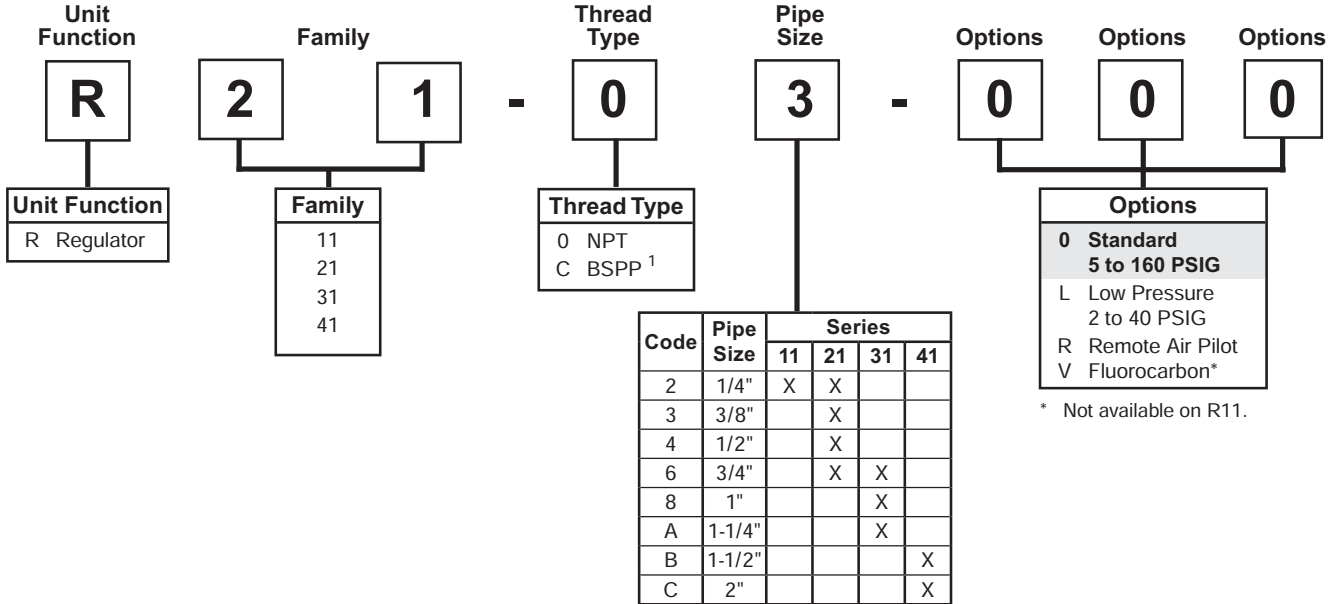 Unit Function
Family
Thread Type
Pipe Size
Options
Options
Options
R 2 1 - 0 3 - 0 0 0
Unit Function
R Regulator
Family
11
21
31
41
Thread Type
0 NPT
C BSPP 1
Options
0 Standard
5 to 160 PSIG
L Low Pressure
2 to 40 PSIG
R Remote Air Pilot
V Fluorocarbon*
* Not available on R11.
Code Pipe Size Series
11 21 31 41
2 1/4" X X
3 3/8" X
4 1/2" X
6 3/4" X X
8 1" X
A 1-1/4" X
B 1-1/2" X
C 2" X